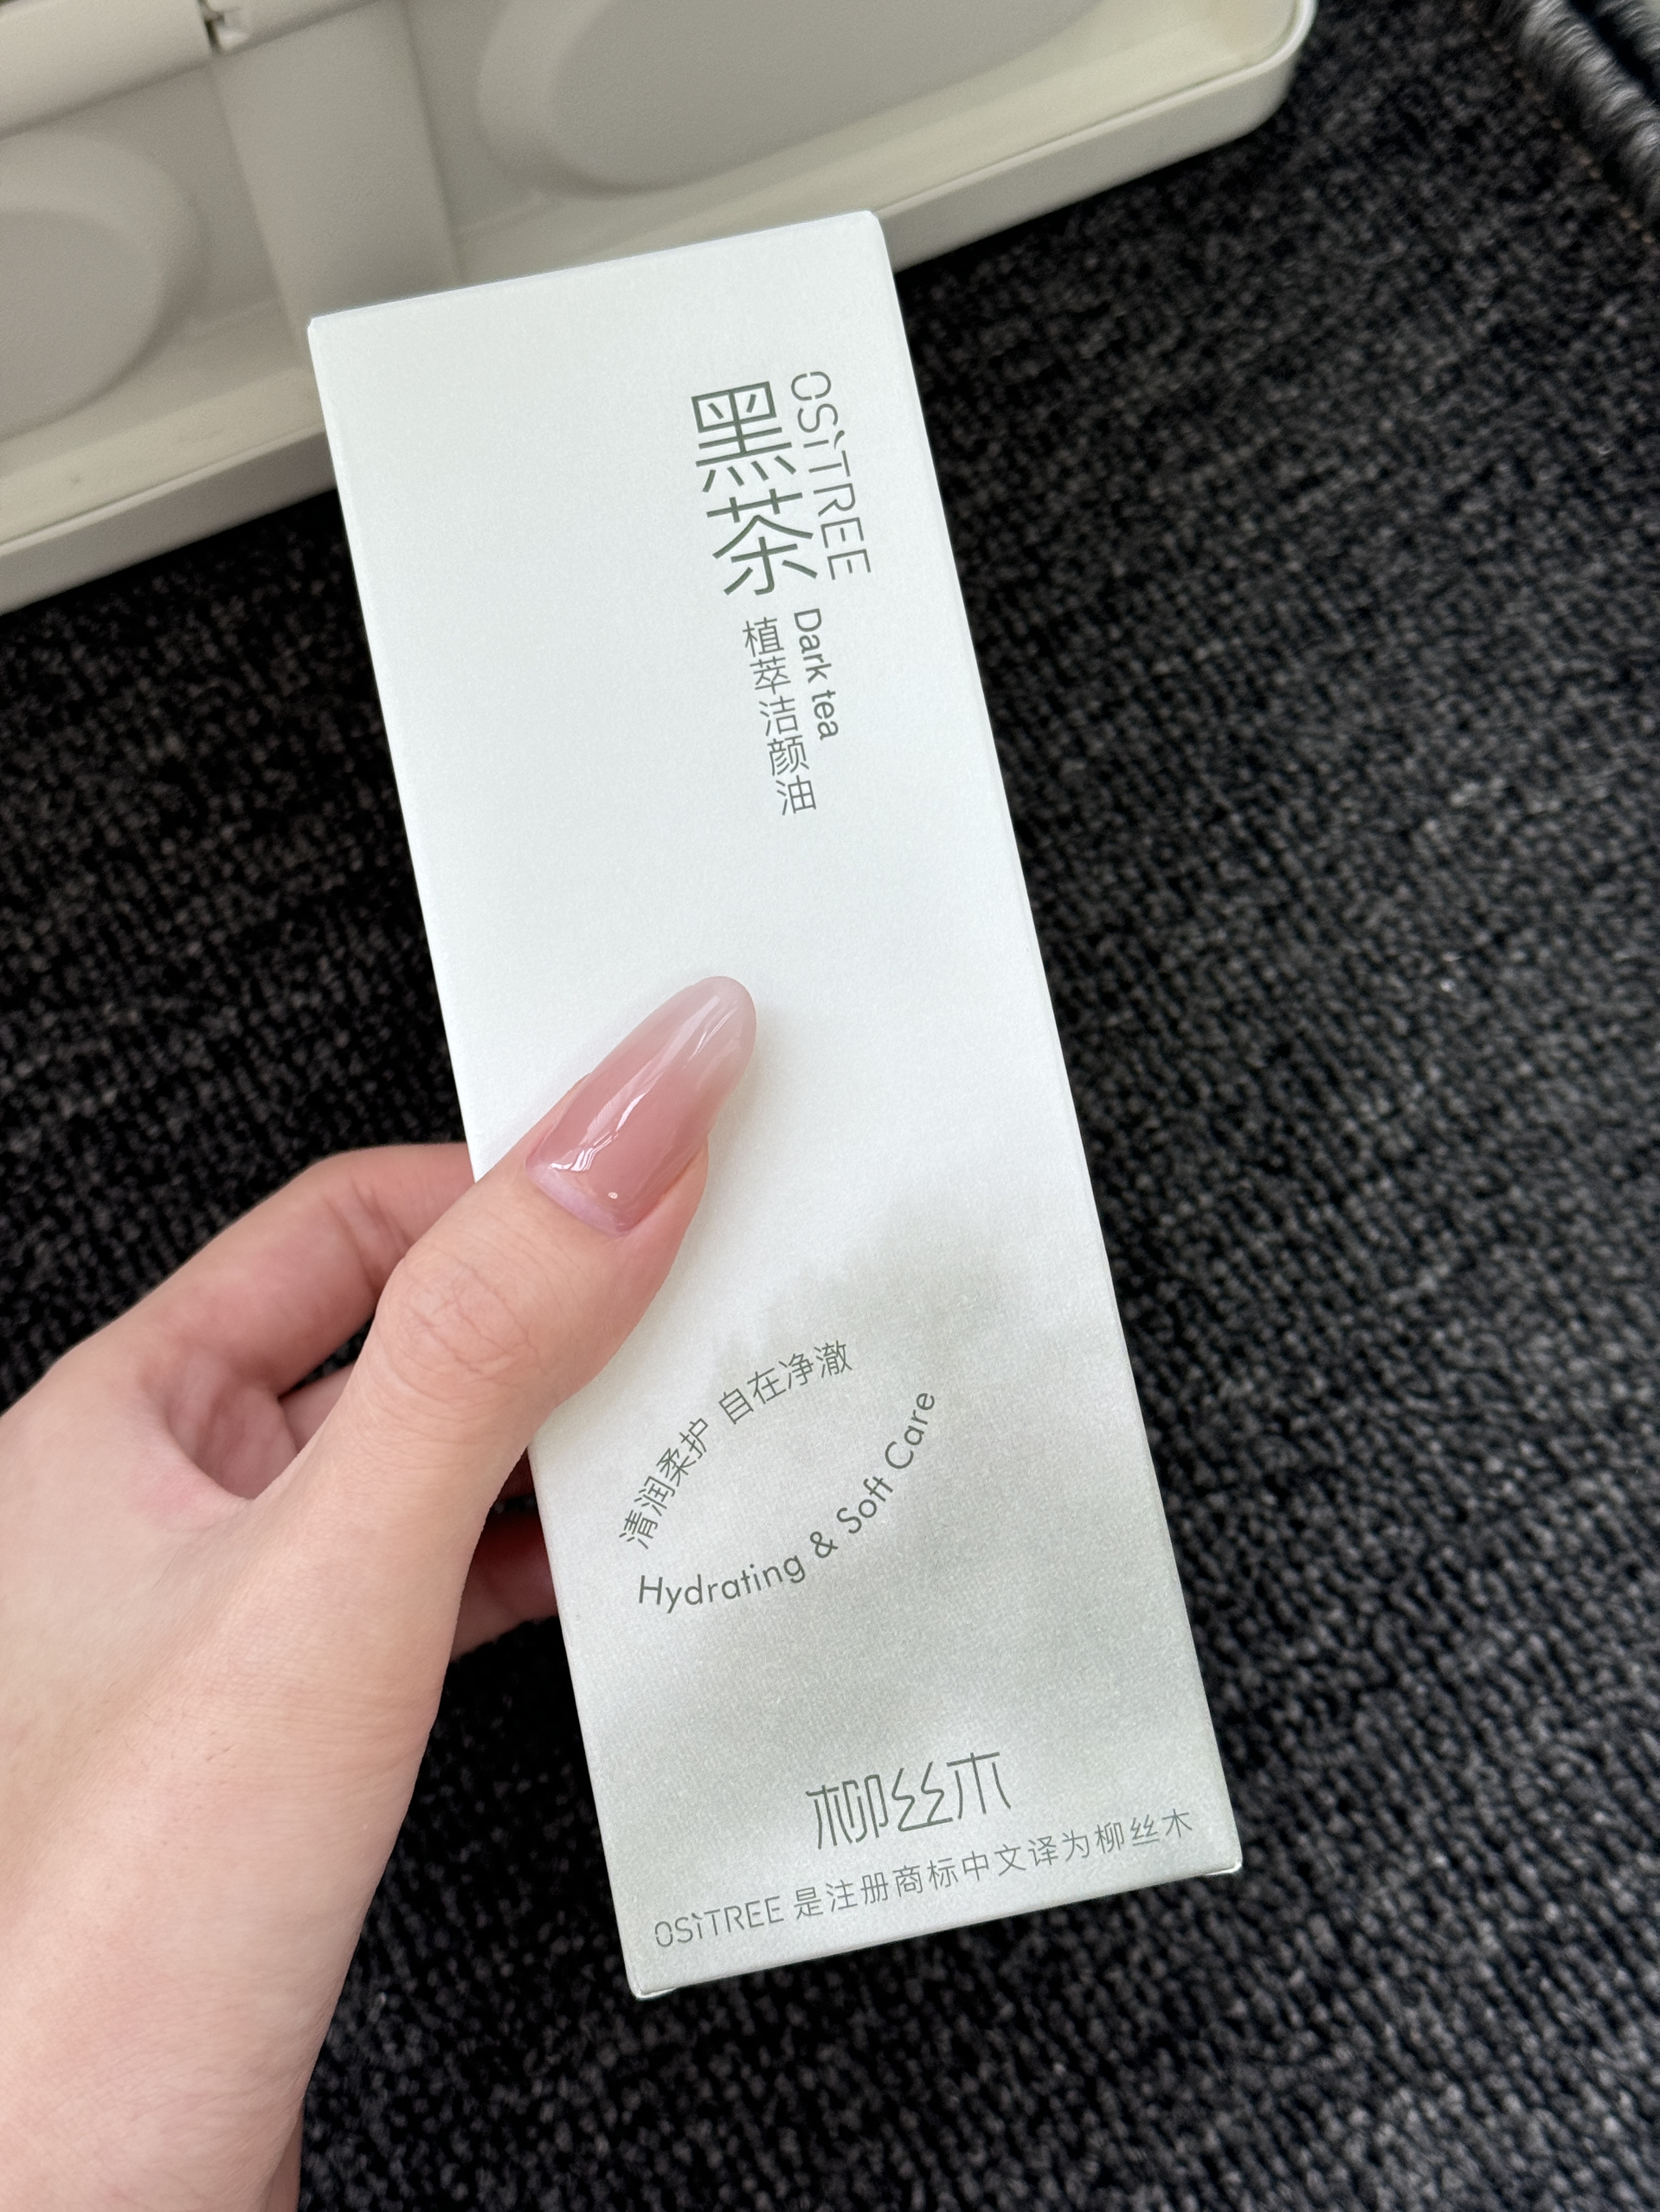 OSiTREE
黑茶
Dark tea
植萃洁颜油
清润柔护 自在净澈
Hydrating & Soft Care
柳丝木
OSiTREE 是注册商标中文译为柳丝木